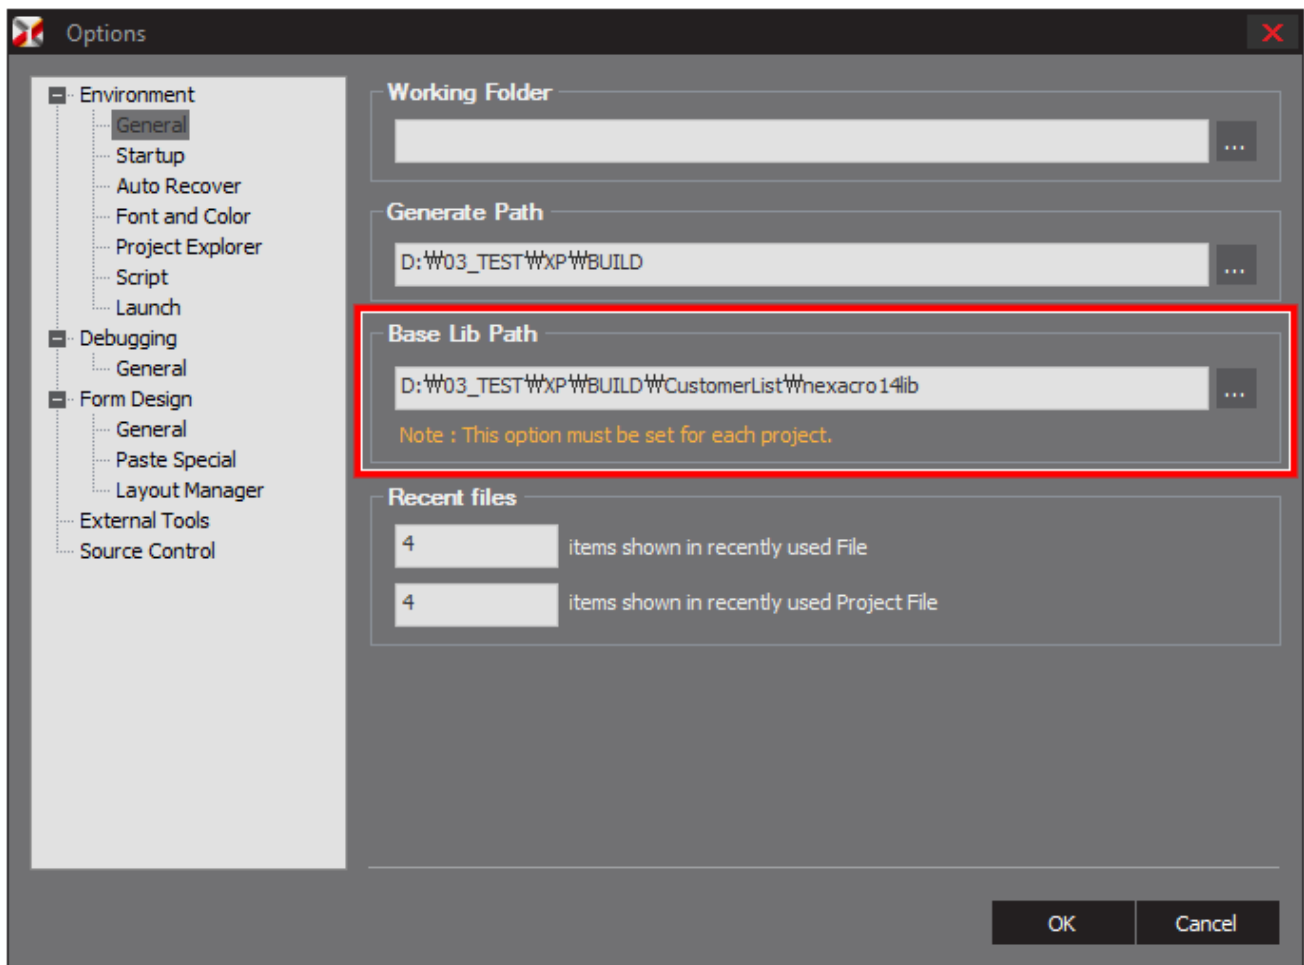 Options
Environment
General
Startup
Auto Recover
Font and Color
Project Explorer
Script
Launch
Debugging
General
Form Design
General
Paste Special
Layout Manager
External Tools
Source Control
Working Folder
...
Generate Path
D:₩03_TEST₩XP₩BUILD
...
Base Lib Path
D:₩03_TEST₩XP₩BUILD₩CustomerList₩nexacro14lib
...
Note : This option must be set for each project.
Recent files
4 items shown in recently used File
4 items shown in recently used Project File
OK Cancel